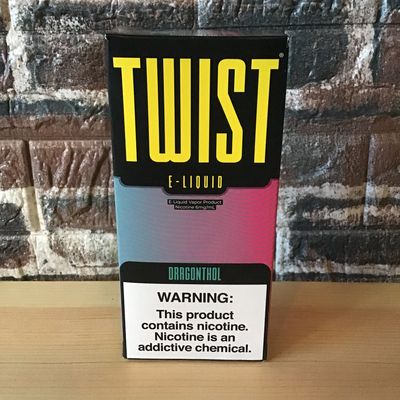 TWIST®
E-LIQUID
E-Liquid Vapor Product
Nicotine 6mg/mL
DRAGONTHOL
WARNING:
This product
contains nicotine.
Nicotine is an
addictive chemical.